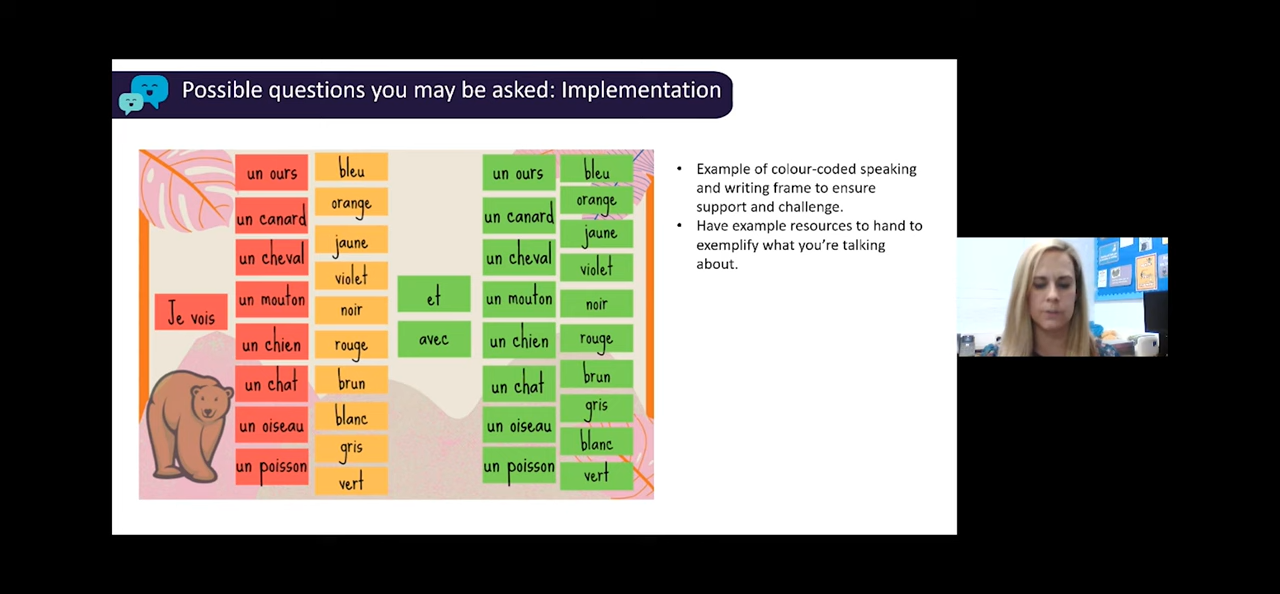 Possible questions you may be asked: Implementation
Je vois
un ours
un canard
un cheval
un mouton
un chien
un chat
un oiseau
un poisson
bleu
orange
jaune
violet
noir
rouge
brun
blanc
gris
vert
et
avec
un ours
un canard
un cheval
un mouton
un chien
un chat
un oiseau
un poisson
bleu
orange
jaune
violet
noir
rouge
brun
gris
blanc
vert
• Example of colour-coded speaking
and writing frame to ensure
support and challenge.
• Have example resources to hand to
exemplify what you're talking
about.